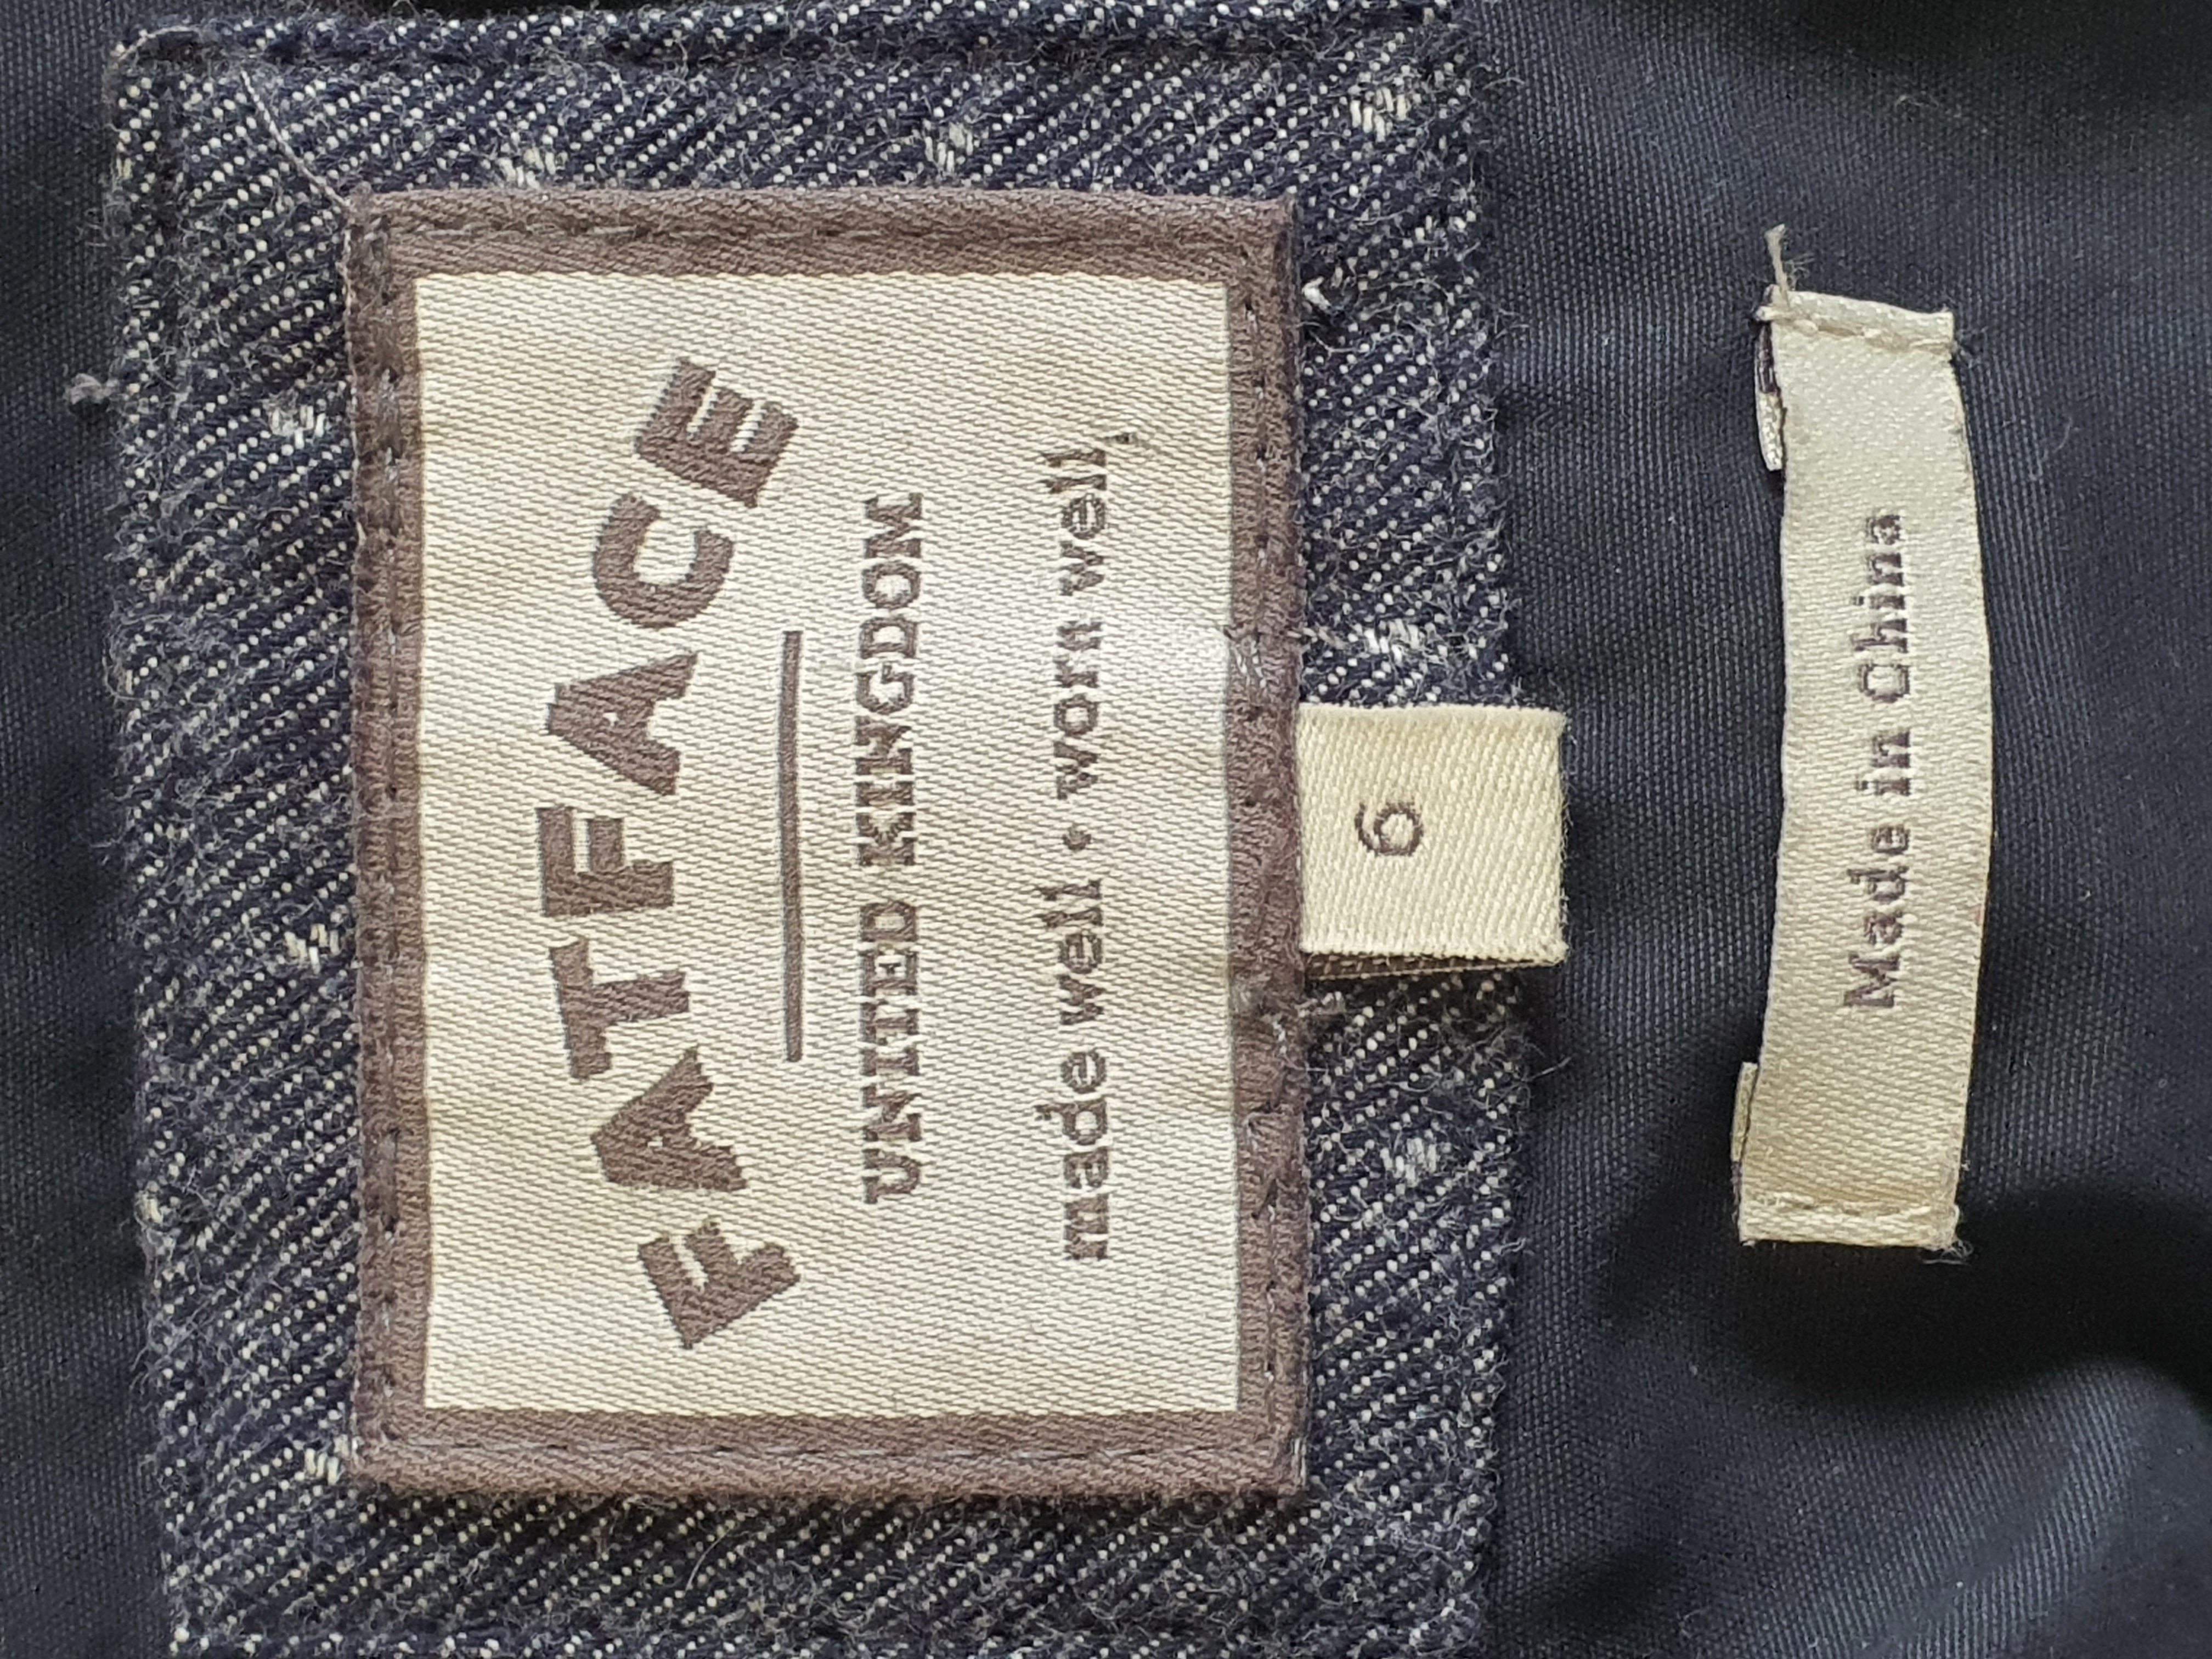 FATFACE
UNITED KINGDOM
made well • worn well
6
Made in China